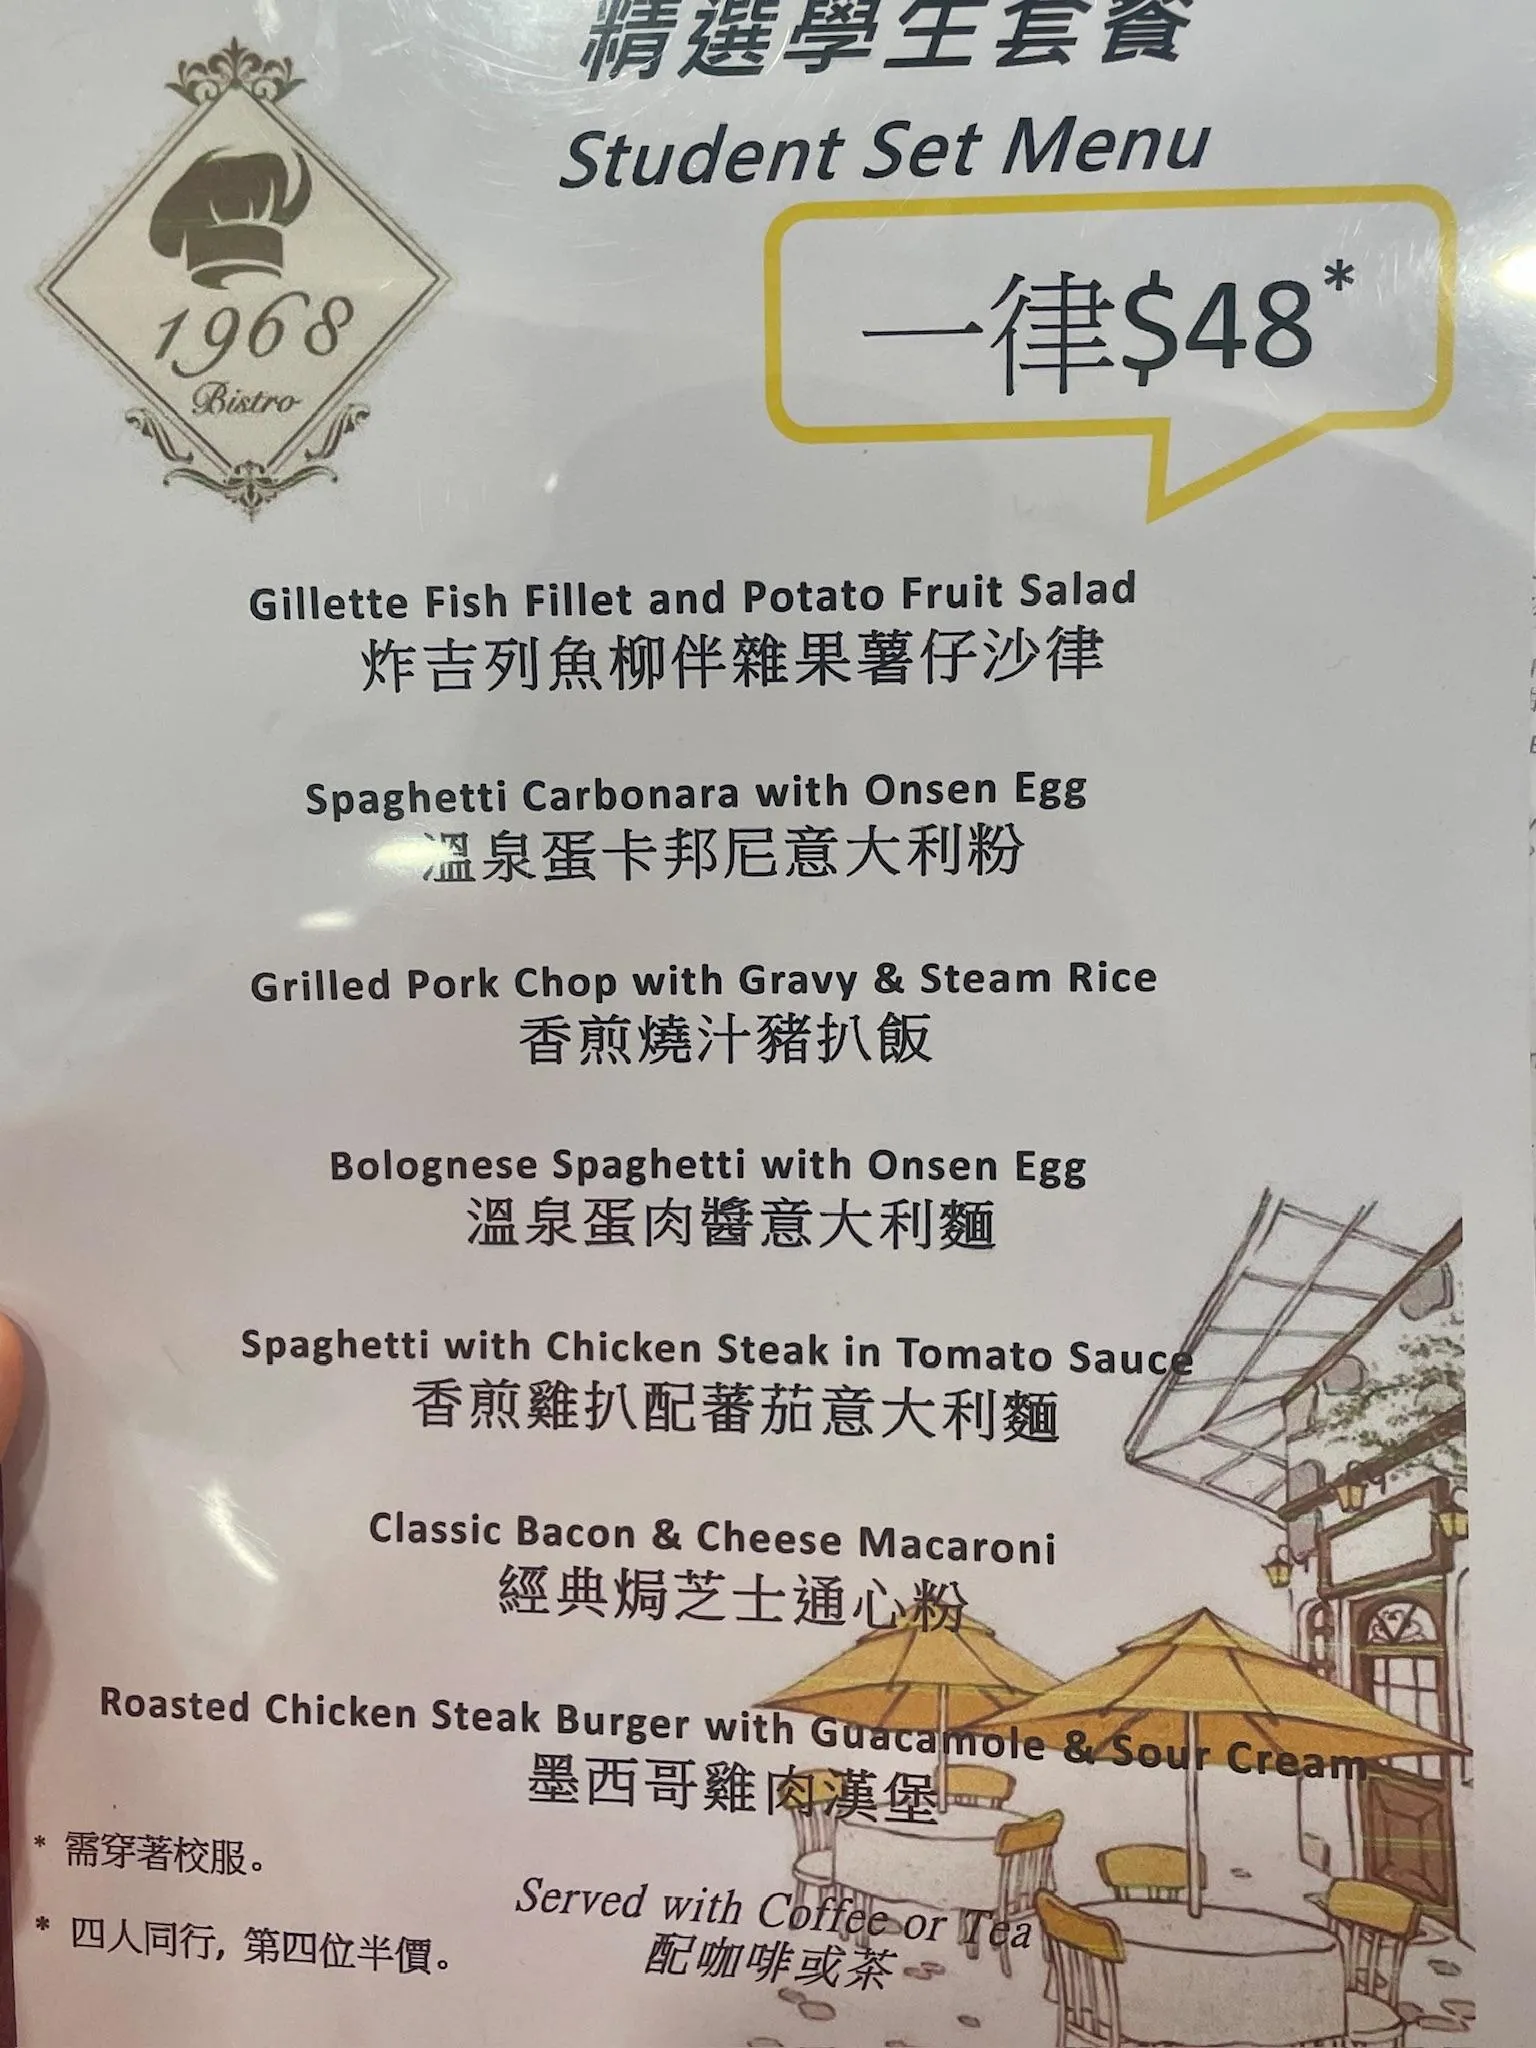 精選學生套餐
Student Set Menu
一律$48*
1968
Bistro
Gillette Fish Fillet and Potato Fruit Salad
炸吉列魚柳伴雜果薯仔沙律
Spaghetti Carbonara with Onsen Egg
溫泉蛋卡邦尼意大利粉
Grilled Pork Chop with Gravy & Steam Rice
香煎燒汁豬扒飯
Bolognese Spaghetti with Onsen Egg
溫泉蛋肉醬意大利麵
Spaghetti with Chicken Steak in Tomato Sauce
香煎雞扒配蕃茄意大利麵
Classic Bacon & Cheese Macaroni
經典焗芝士通心粉
Roasted Chicken Steak Burger with Guacamole & Sour Cream
墨西哥雞肉漢堡
* 需穿著校服。
* 四人同行, 第四位半價。
Served with Coffee or Tea
配咖啡或茶